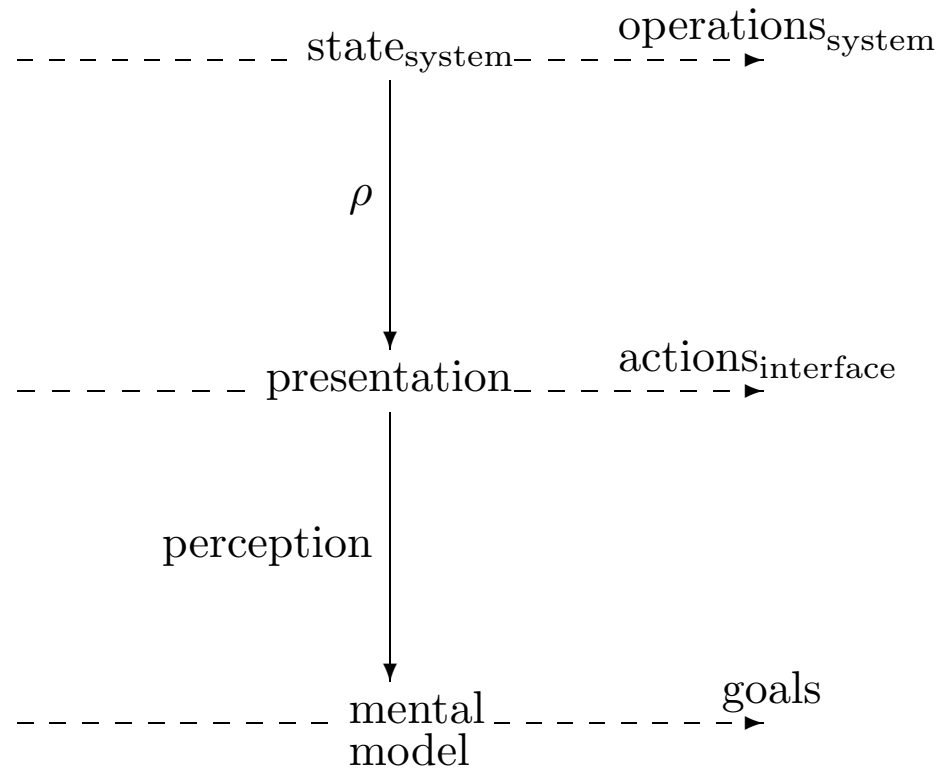 state_system operations_system
ρ
presentation actions_interface
perception
mental goals
model